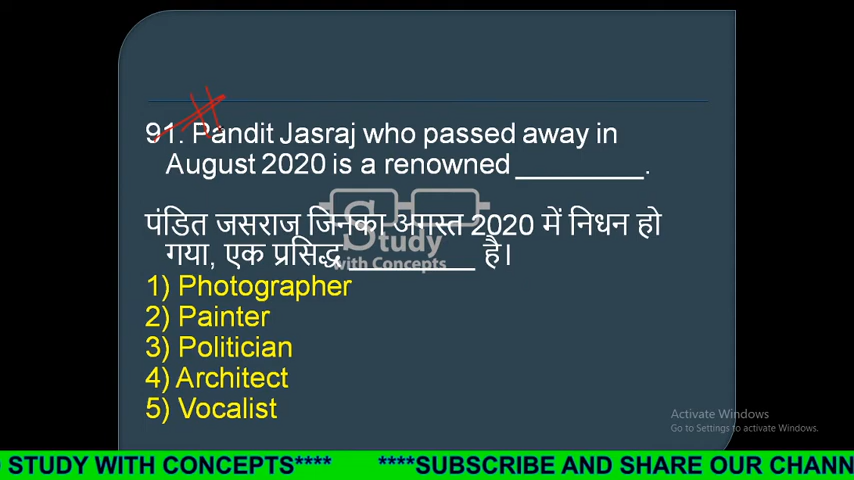 91. Pandit Jasraj who passed away in
August 2020 is a renowned ________.
पंडित जसराज जिनका अगस्त 2020 में निधन हो
गया, एक प्रसिद्ध ________ है।
Study
with Concepts
1) Photographer
2) Painter
3) Politician
4) Architect
5) Vocalist
Activate Windows
Go to Settings to activate Windows.
STUDY WITH CONCEPTS**** ****SUBSCRIBE AND SHARE OUR CHANN